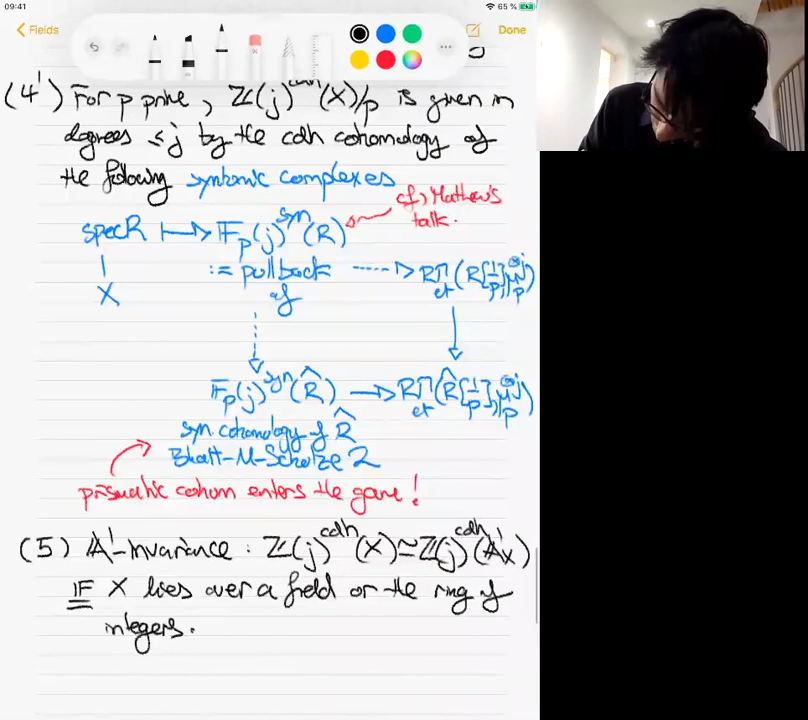 09:41
65 %
Fields
Done
(4') For p prime, ℤ(j)^cdh(X)/p is given in
degrees ≤ j by the cdh cohomology of
the following syntomic complexes
cf) Mathew's
talk.
Spec R ⟼ 𝔽_p(j)^syn(R)
:= pullback ⇢ RΓ_et(R[1/p], μ_p^⊗j)
X
of
𝔽_p(j)^syn(R̂) → RΓ_et(R̂[1/p], μ_p^⊗j)
syn. cohomology of R̂
Bhatt-M-Scholze 2
prismatic cohom enters the game!
(5) 𝔸¹-invariance: ℤ(j)^cdh(X) ≃ ℤ(j)^cdh(𝔸¹_X)
IF X lies over a field or the ring of
integers.